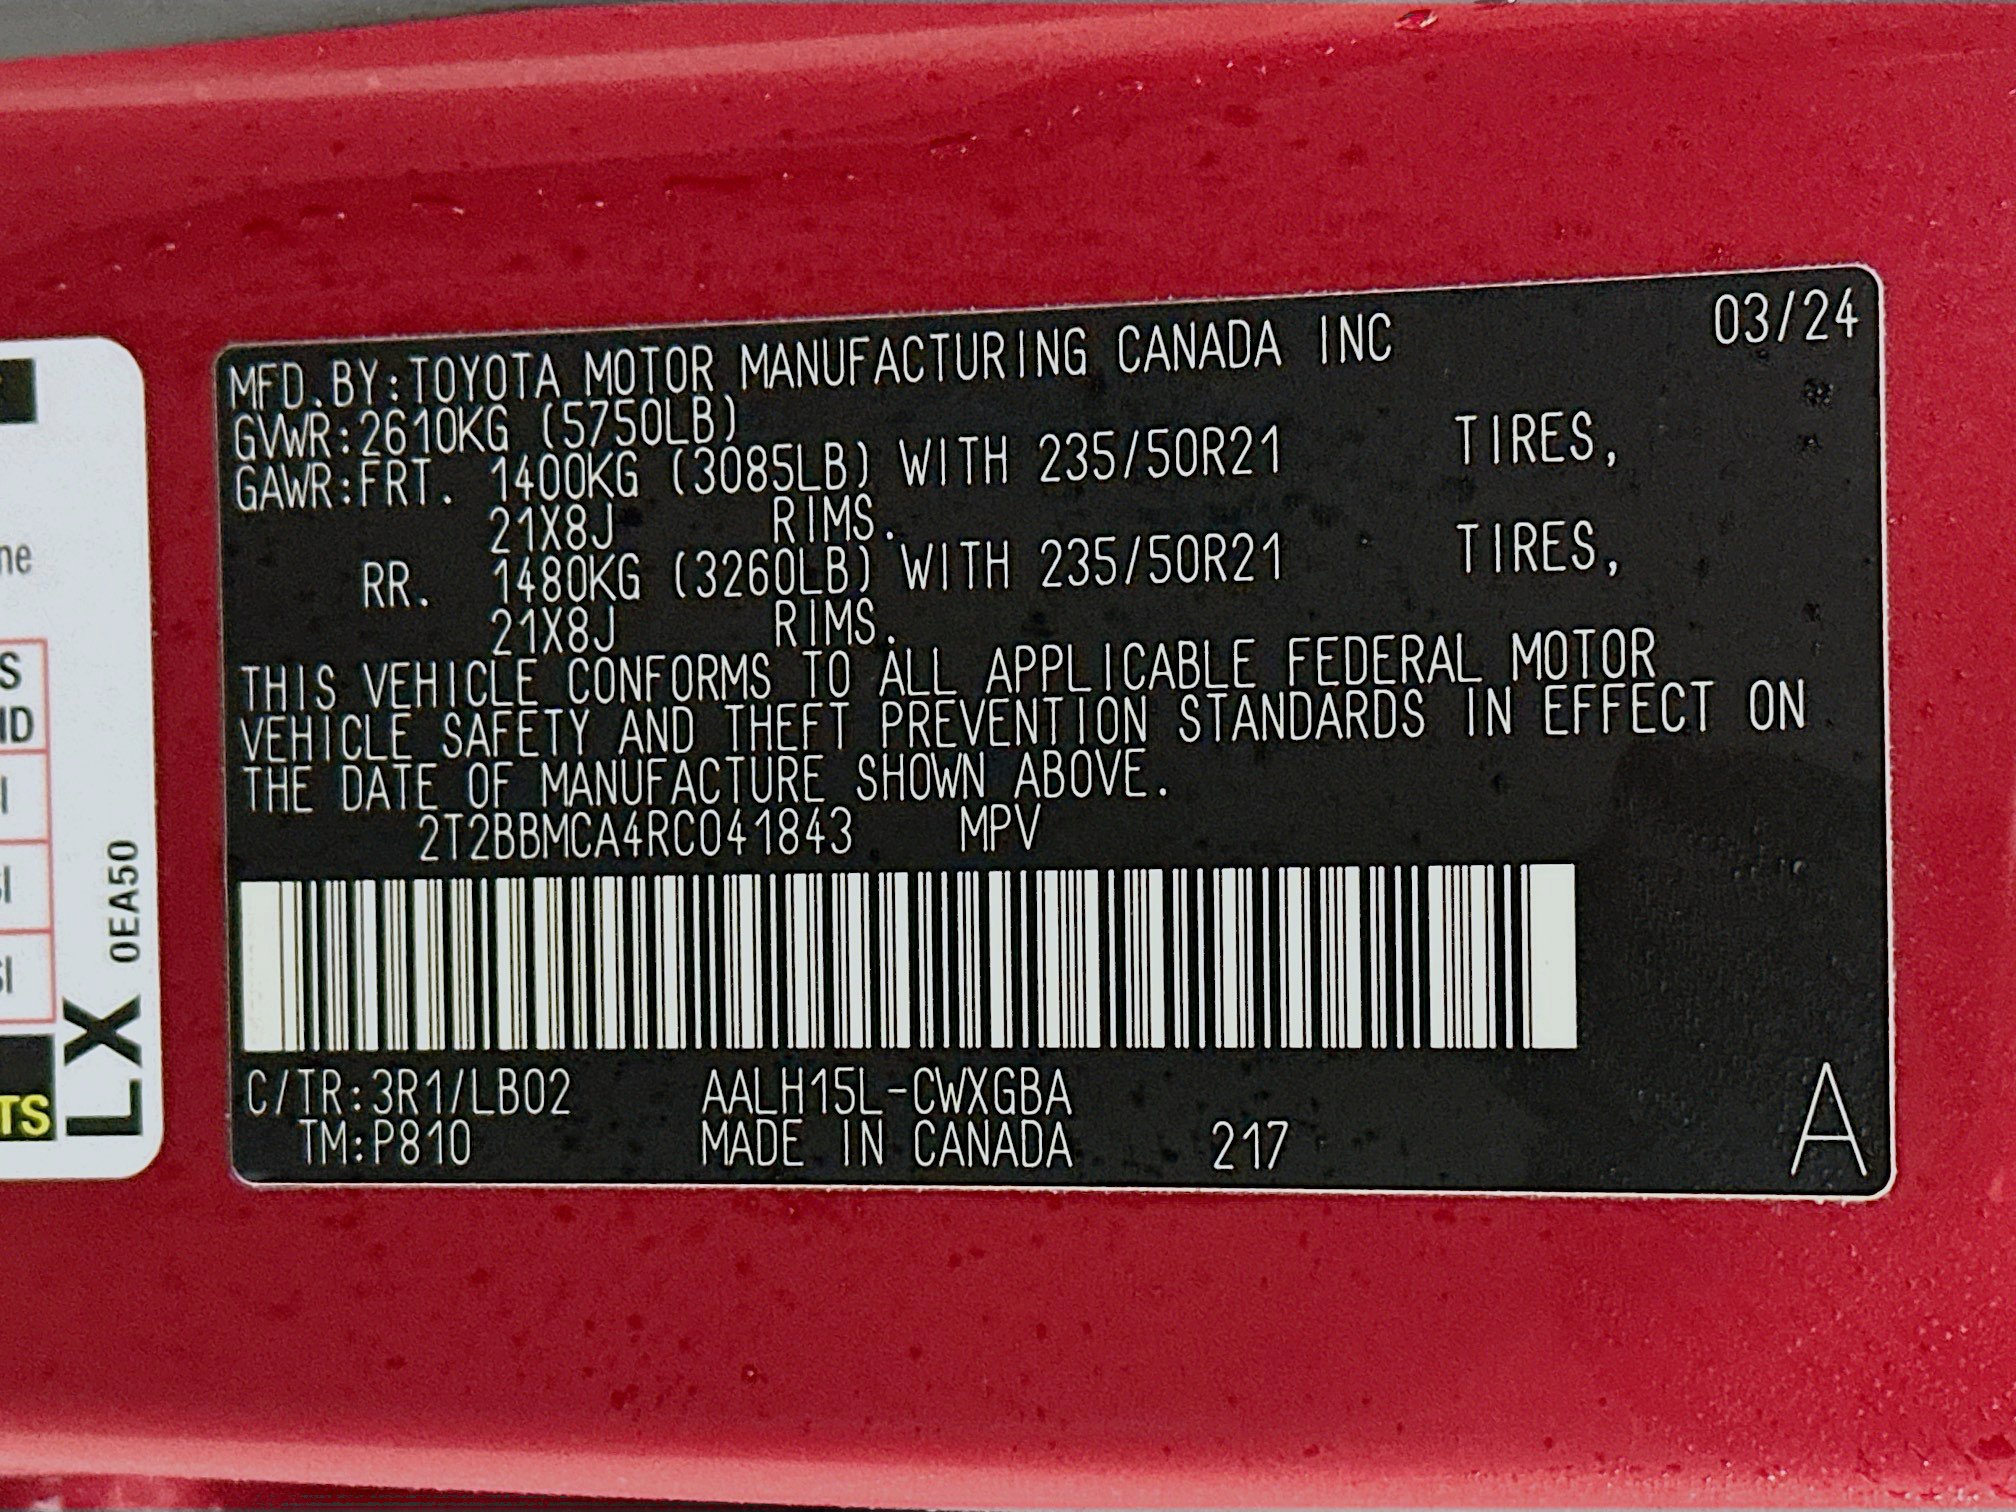 MFD.BY:TOYOTA MOTOR MANUFACTURING CANADA INC 03/24
GVWR:2610KG (5750LB)
GAWR:FRT. 1400KG (3085LB) WITH 235/50R21 TIRES,
21X8J RIMS.
RR. 1480KG (3260LB) WITH 235/50R21 TIRES,
21X8J RIMS.
THIS VEHICLE CONFORMS TO ALL APPLICABLE FEDERAL MOTOR
VEHICLE SAFETY AND THEFT PREVENTION STANDARDS IN EFFECT ON
THE DATE OF MANUFACTURE SHOWN ABOVE.
2T2BBMCA4RC041843 MPV
C/TR:3R1/LB02 AALH15L-CWXGBA
TM:P810 MADE IN CANADA 217
A
LX 0EA50